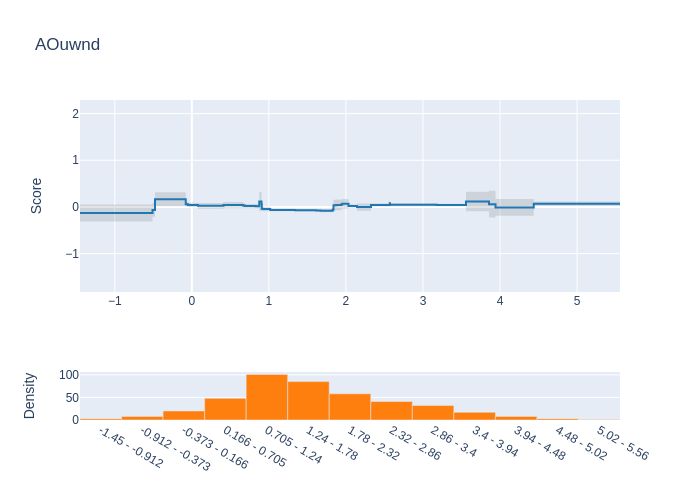 AOuwnd
Score
2
1
0
−1
−1
0
1
2
3
4
5
Density
100
50
0
-1.45 - -0.912
-0.912 - -0.373
-0.373 - 0.166
0.166 - 0.705
0.705 - 1.24
1.24 - 1.78
1.78 - 2.32
2.32 - 2.86
2.86 - 3.4
3.4 - 3.94
3.94 - 4.48
4.48 - 5.02
5.02 - 5.56